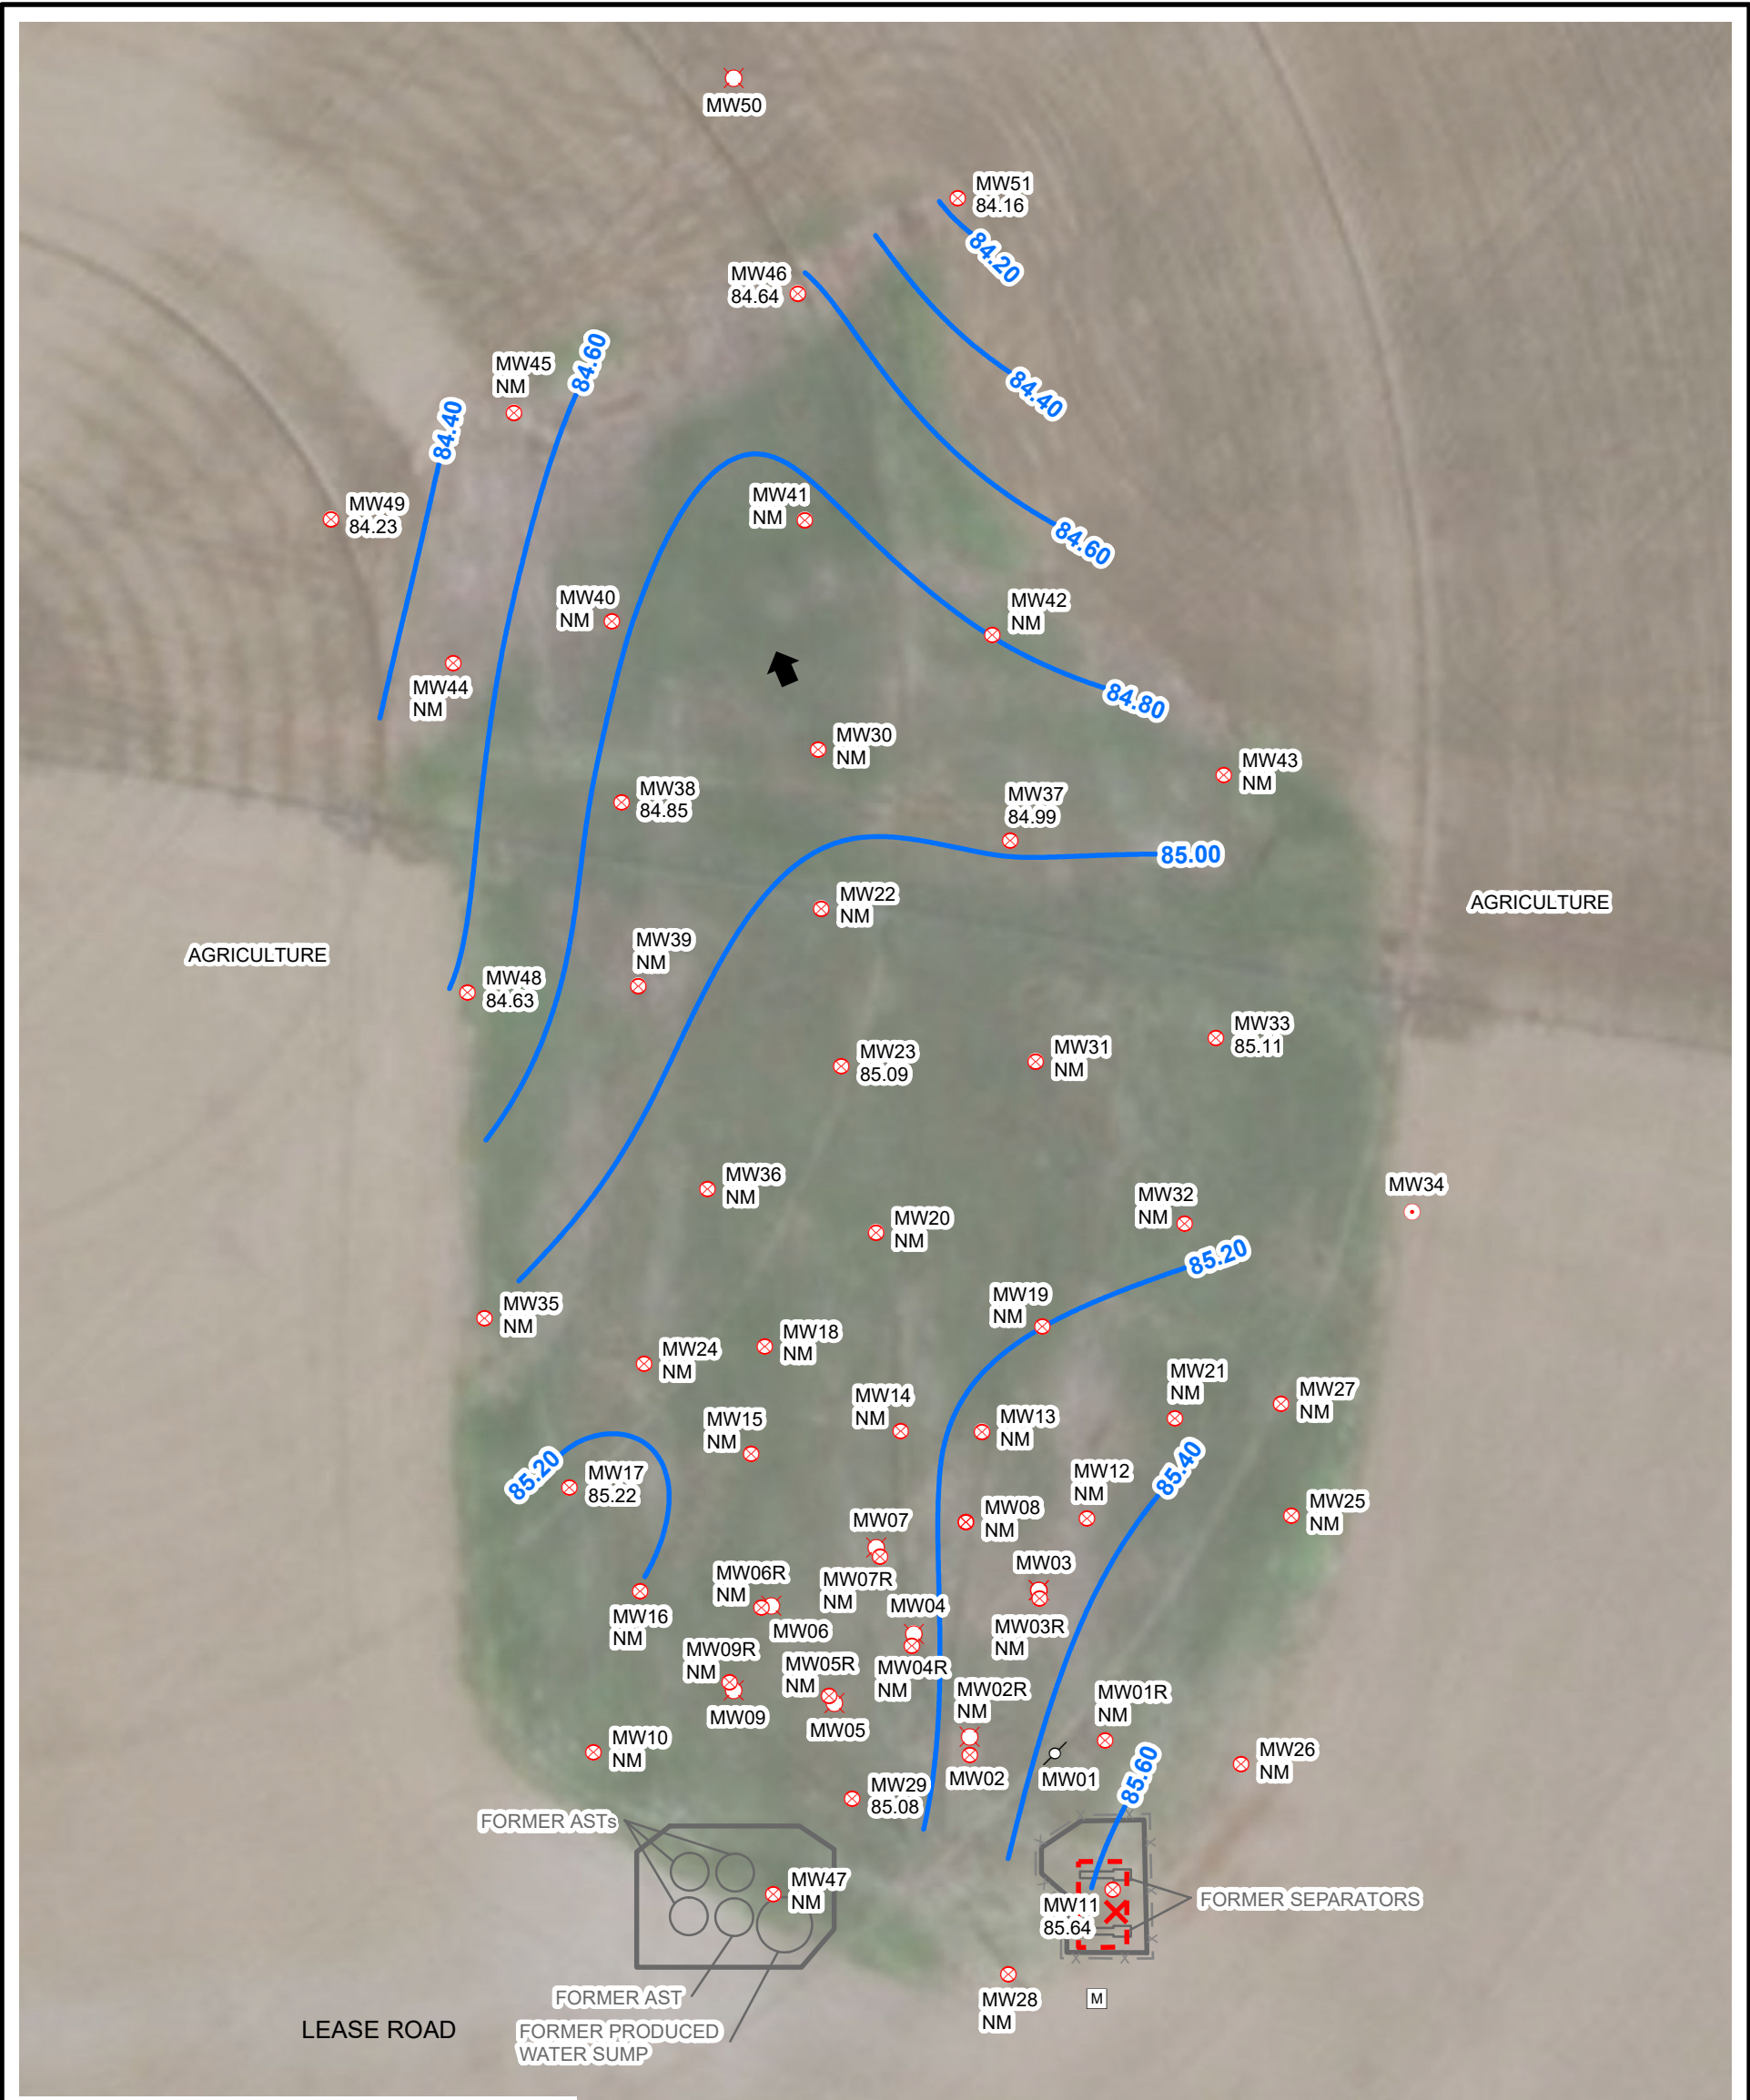 MW50
MW51
84.16
84.20
MW46
84.64
84.60
MW45
NM
84.40
84.40
MW49
84.23
MW41
NM
84.60
MW40
NM
MW42
NM
MW44
NM
84.80
MW30
NM
MW43
NM
MW38
84.85
MW37
84.99
85.00
MW22
NM
AGRICULTURE
AGRICULTURE
MW39
NM
MW48
84.63
MW33
85.11
MW23
85.09
MW31
NM
MW36
NM
MW32
NM
MW34
MW20
NM
85.20
MW35
NM
MW19
NM
MW18
NM
MW24
NM
MW21
NM
MW27
NM
MW14
NM
MW13
NM
MW15
NM
85.20
MW17
85.22
85.40
MW12
NM
MW25
NM
MW08
NM
MW07
MW03
MW06R
NM
MW07R
NM
MW04
MW16
NM
MW06
MW03R
NM
MW09R
NM
MW05R
NM
MW04R
NM
MW02R
NM
MW01R
NM
MW09
MW05
MW10
NM
MW26
NM
MW02
MW01
85.60
MW29
85.08
FORMER ASTs
MW47
NM
MW11
85.64
FORMER SEPARATORS
FORMER AST
MW28
NM
M
LEASE ROAD
FORMER PRODUCED
WATER SUMP